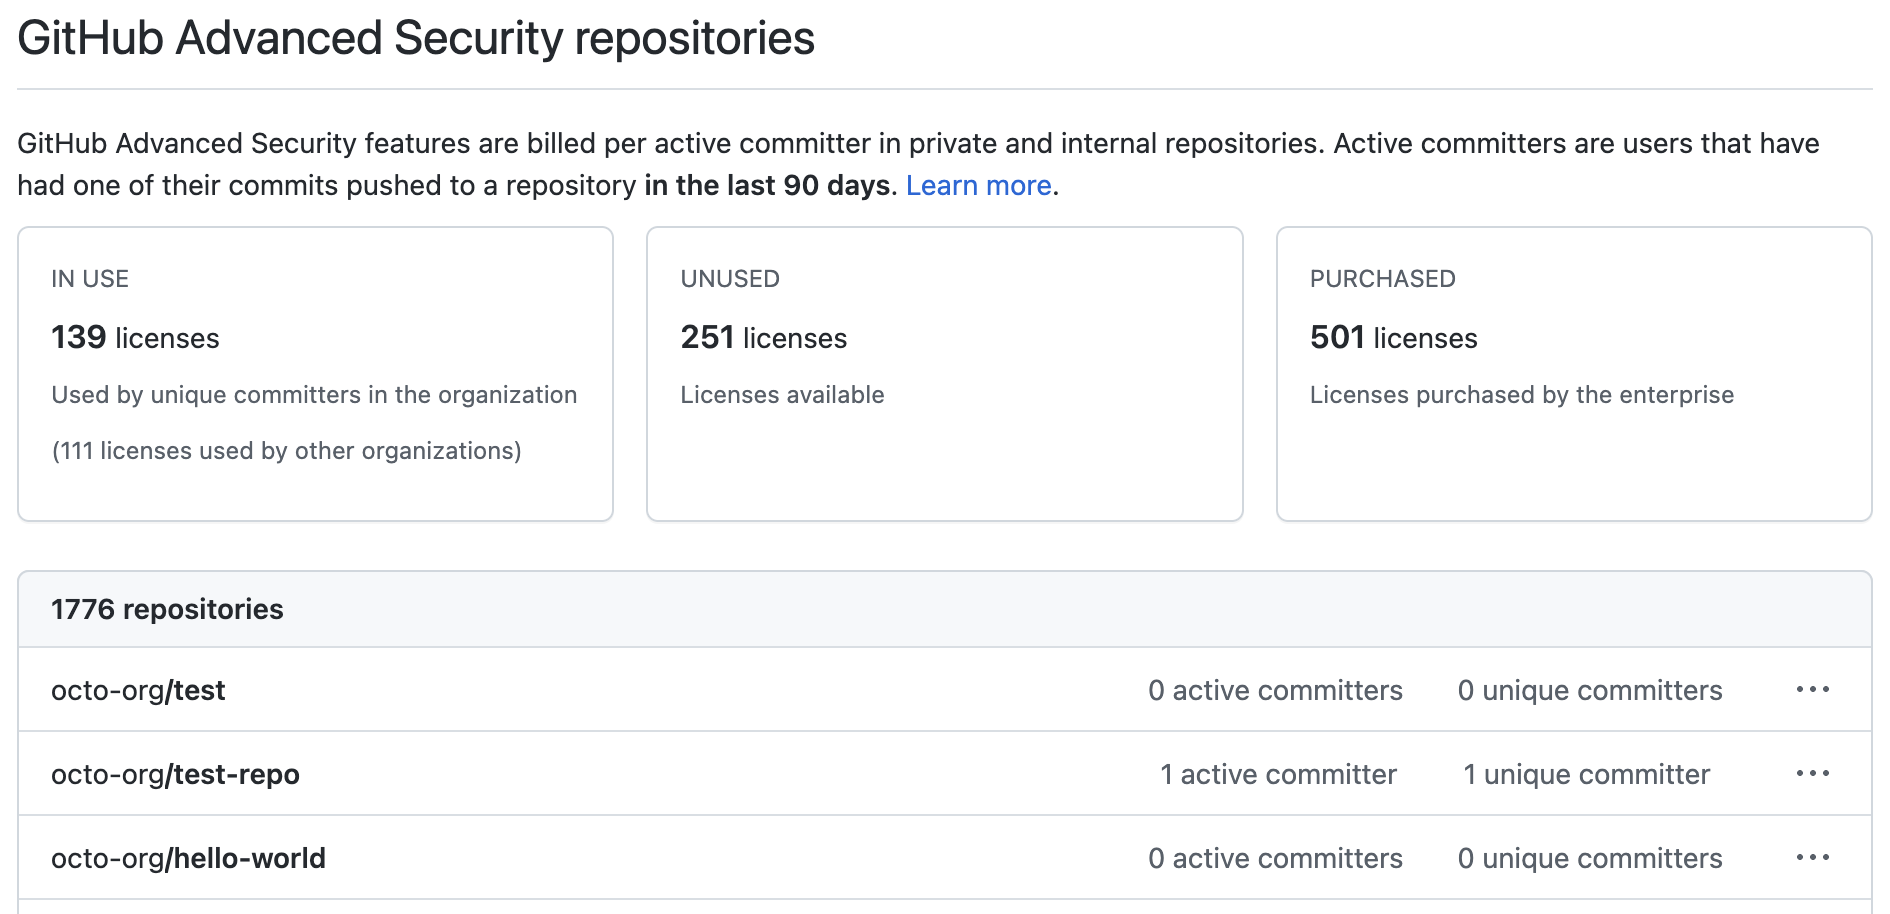 GitHub Advanced Security repositories
GitHub Advanced Security features are billed per active committer in private and internal repositories. Active committers are users that have
had one of their commits pushed to a repository in the last 90 days. Learn more.
IN USE
139 licenses
Used by unique committers in the organization
(111 licenses used by other organizations)
UNUSED
251 licenses
Licenses available
PURCHASED
501 licenses
Licenses purchased by the enterprise
1776 repositories
octo-org/test 0 active committers 0 unique committers ···
octo-org/test-repo 1 active committer 1 unique committer ···
octo-org/hello-world 0 active committers 0 unique committers ···